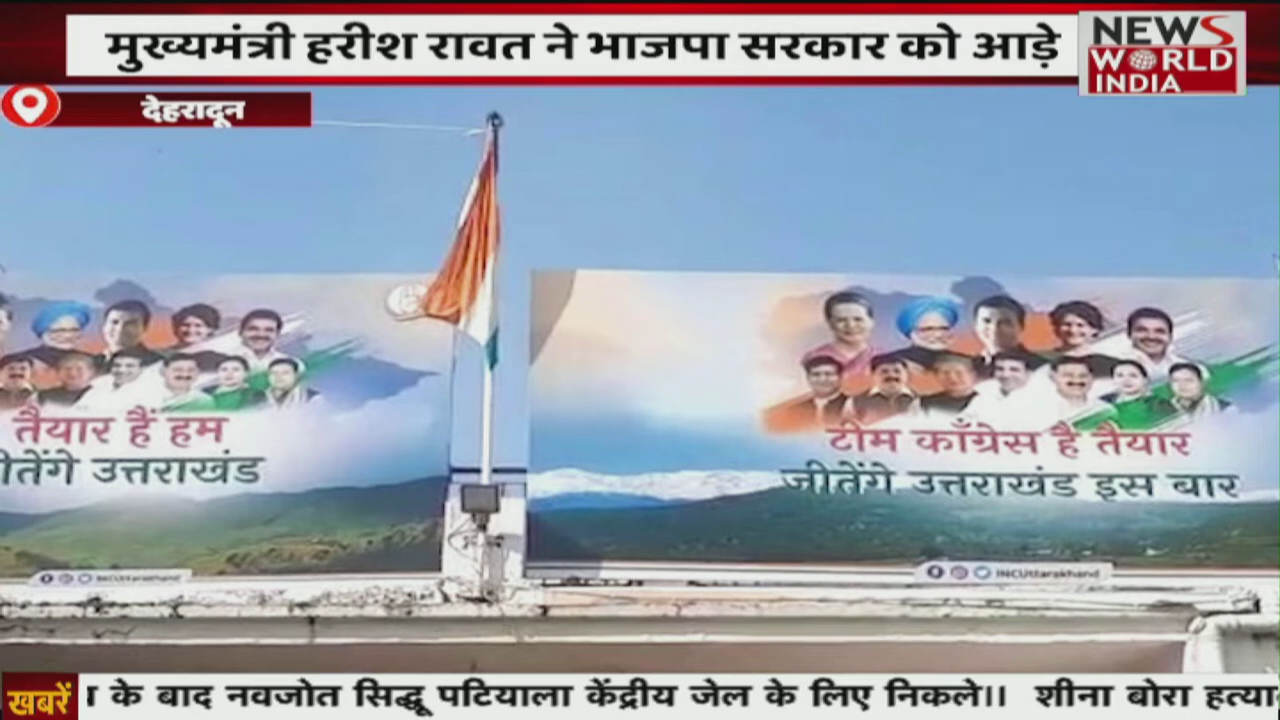 मुख्यमंत्री हरीश रावत ने भाजपा सरकार को आड़े
NEWS
WORLD
INDIA
देहरादून
तैयार हैं हम
जीतेंगे उत्तराखंड
टीम काँग्रेस है तैयार
जीतेंगे उत्तराखंड इस बार
INCUttarakhand
INCUttarakhand
खबरें
के बाद नवजोत सिद्धू पटियाला केंद्रीय जेल के लिए निकले।। शीना बोरा हत्या